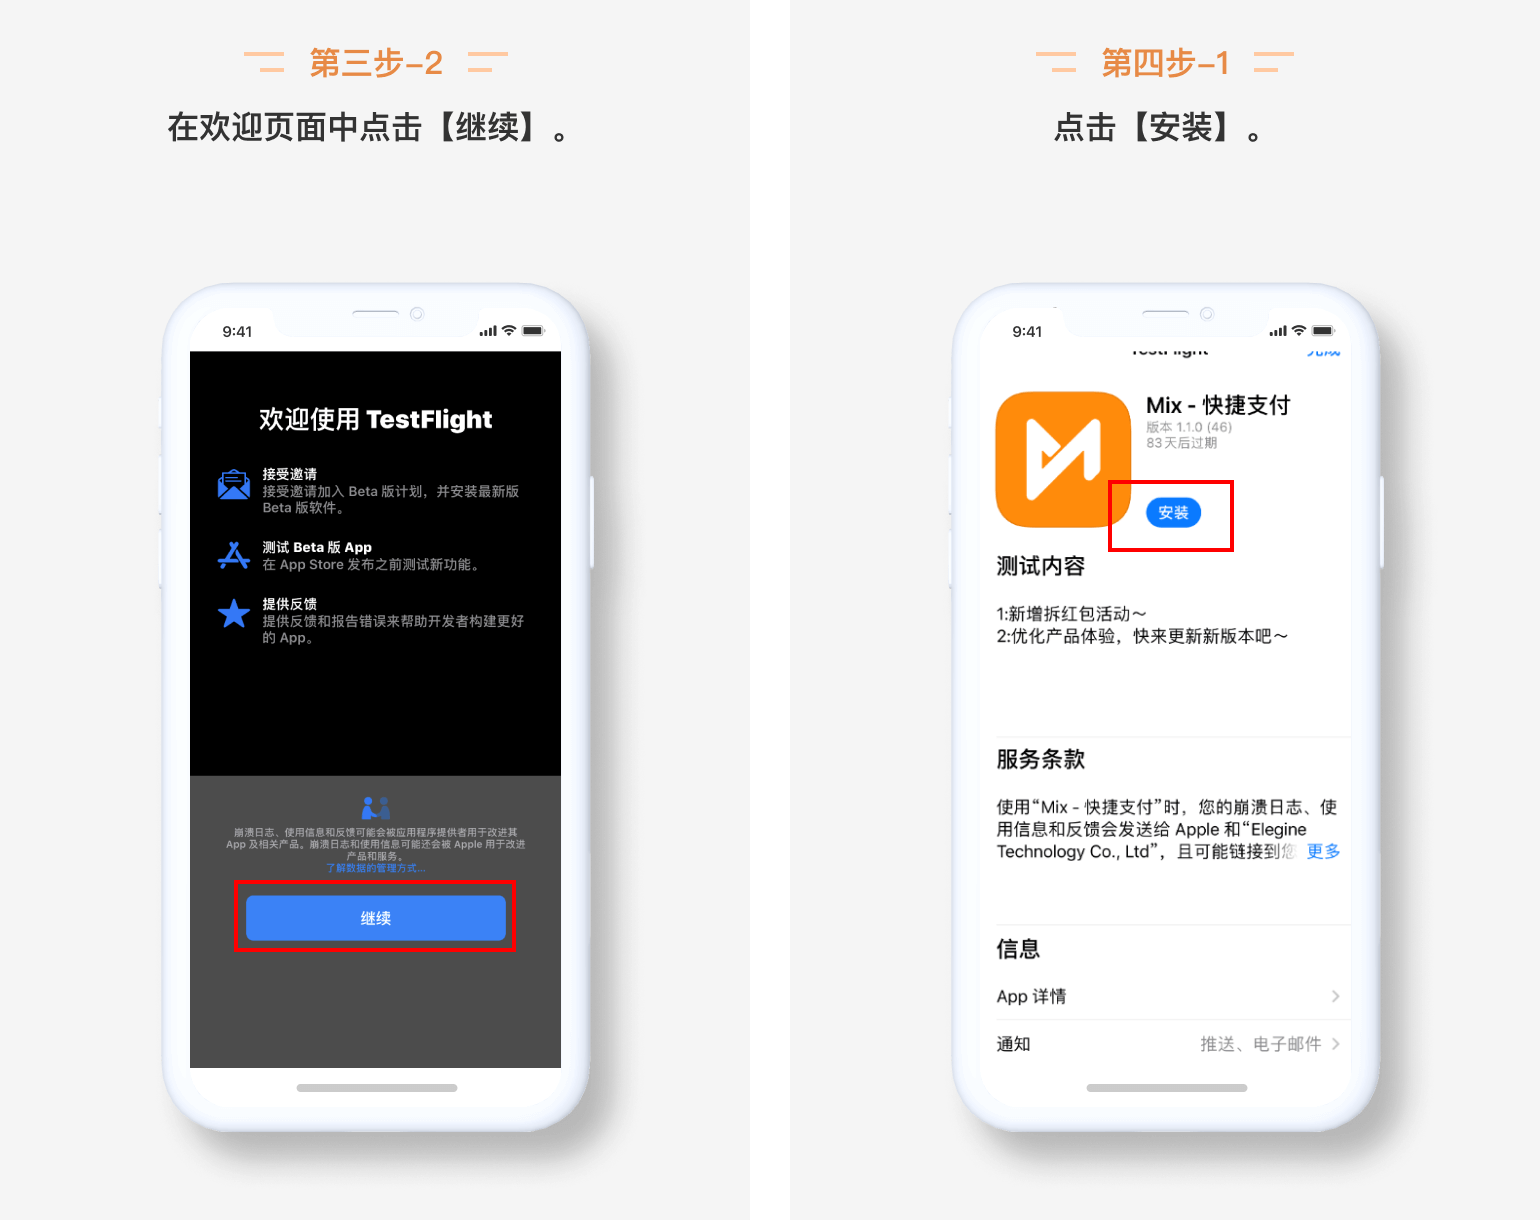 第三步-2
在欢迎页面中点击【继续】。
9:41
欢迎使用 TestFlight
接受邀请
接受邀请加入 Beta 版计划，并安装最新版
Beta 版软件。
测试 Beta 版 App
在 App Store 发布之前测试新功能。
提供反馈
提供反馈和报告错误来帮助开发者构建更好
的 App。
崩溃日志、使用信息和反馈可能会被应用程序提供者用于改进其
App 及相关产品。崩溃日志和使用信息可能还会被 Apple 用于改进
产品和服务。
了解数据的管理方式...
继续
第四步-1
点击【安装】。
9:41
TestFlight
完成
Mix - 快捷支付
版本 1.1.0 (46)
83天后过期
安装
测试内容
1:新增拆红包活动～
2:优化产品体验，快来更新新版本吧～
服务条款
使用“Mix - 快捷支付”时，您的崩溃日志、使
用信息和反馈会发送给 Apple 和“Elegine
Technology Co., Ltd”，且可能链接到您 更多
信息
App 详情
通知
推送、电子邮件